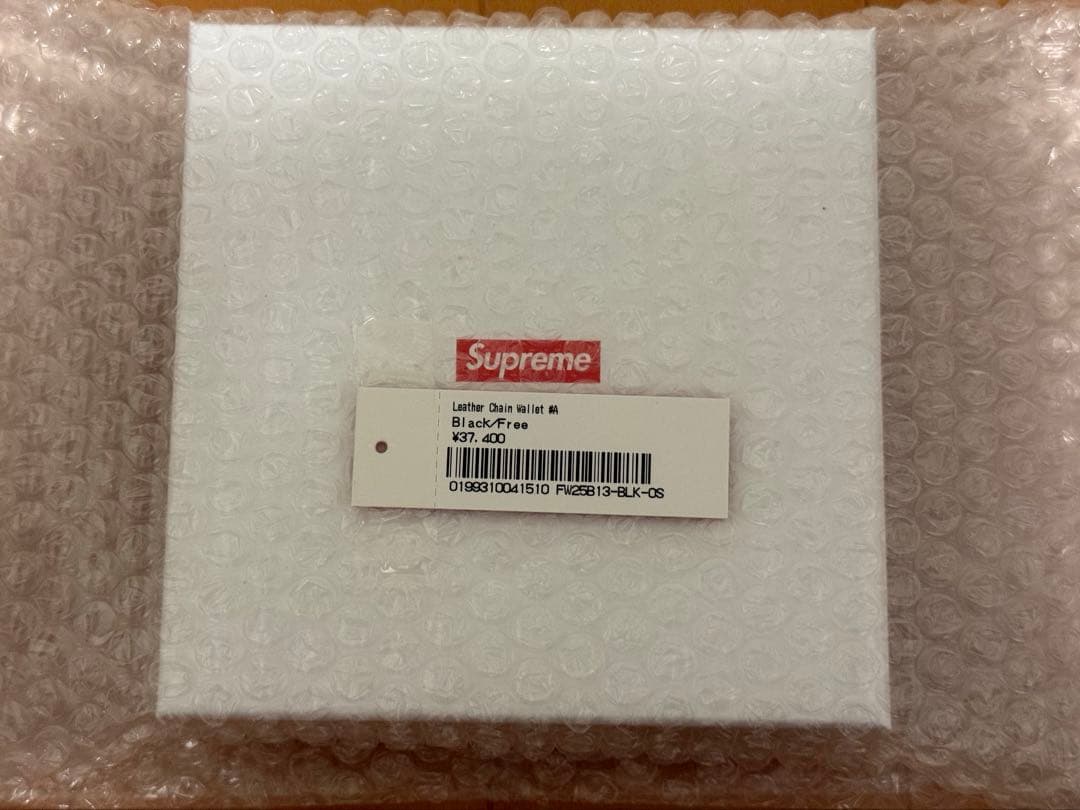 Supreme
Leather Chain Wallet #A
Black/Free
¥37,400
0199310041510 FW25B13-BLK-OS